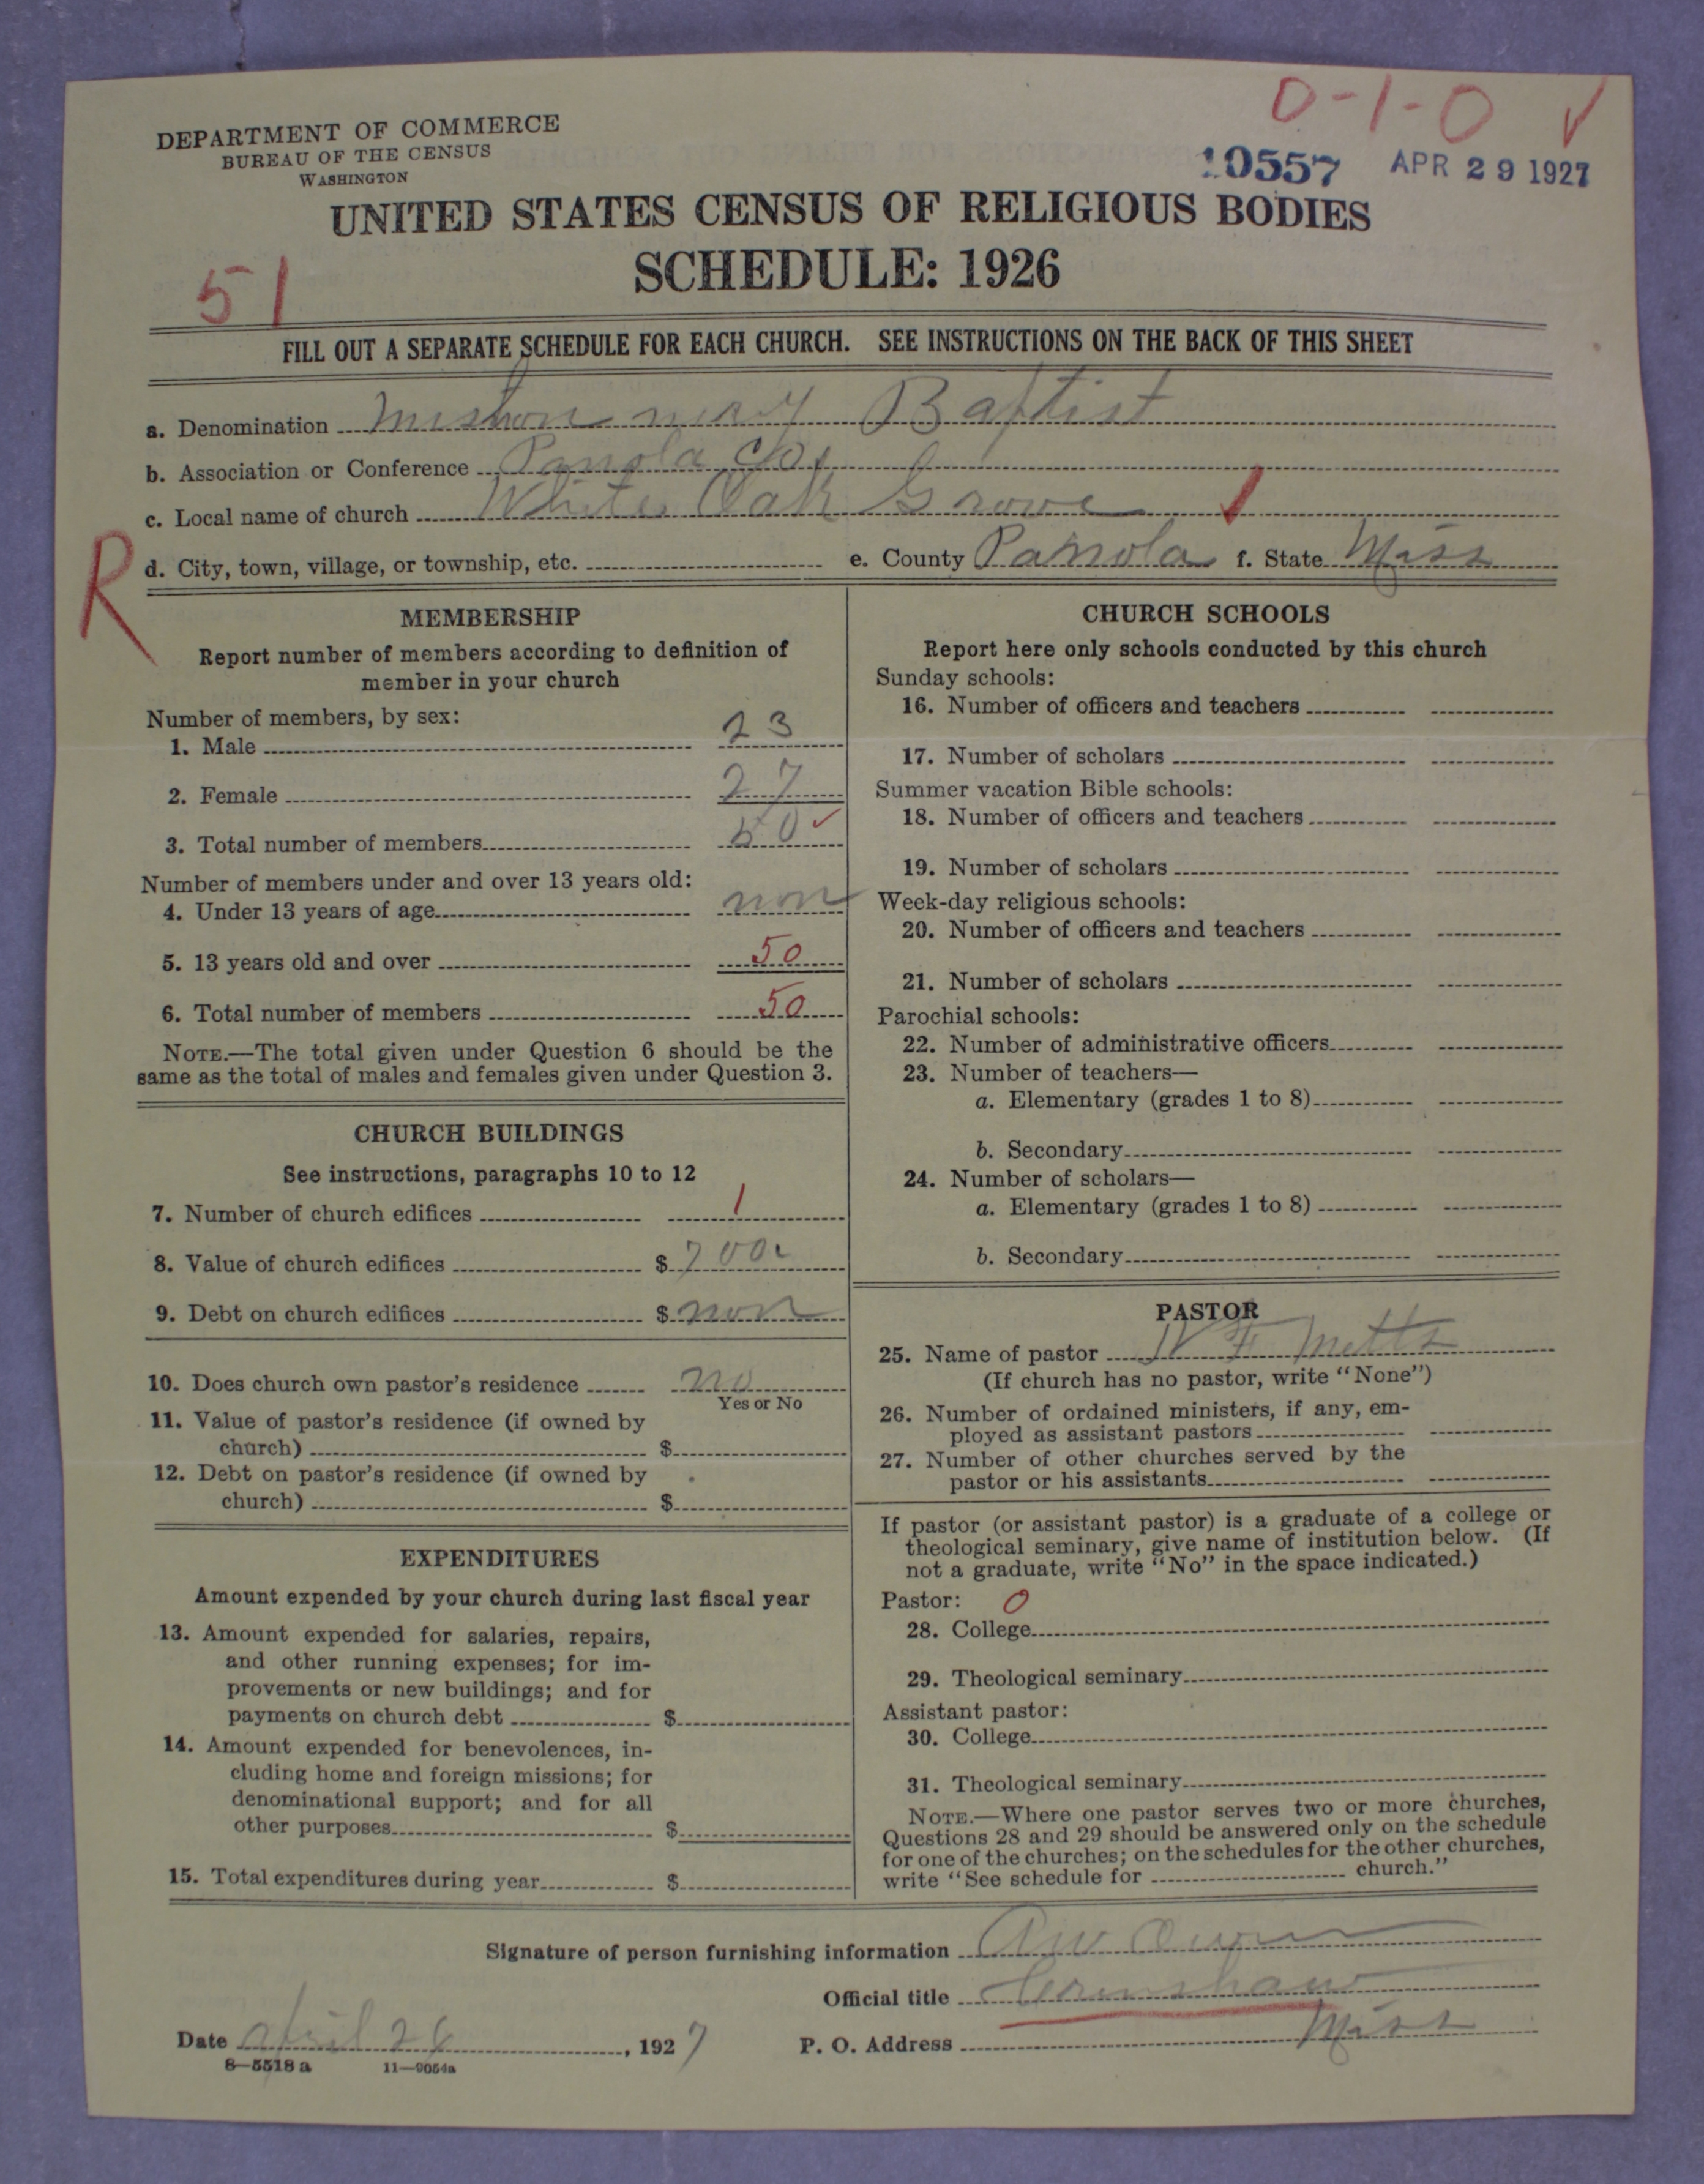 0-1-0 ✓
DEPARTMENT OF COMMERCE
BUREAU OF THE CENSUS
WASHINGTON
10557 APR 29 1927
UNITED STATES CENSUS OF RELIGIOUS BODIES
SCHEDULE: 1926
51
FILL OUT A SEPARATE SCHEDULE FOR EACH CHURCH. SEE INSTRUCTIONS ON THE BACK OF THIS SHEET
a. Denomination Mishon nery Baptist
b. Association or Conference Panola Co.
c. Local name of church White Oak Grove ✓
R
d. City, town, village, or township, etc. e. County Panola f. State Miss
MEMBERSHIP
Report number of members according to definition of
member in your church
Number of members, by sex:
1. Male 23
2. Female 27
3. Total number of members 50 ✓
Number of members under and over 13 years old:
4. Under 13 years of age non
5. 13 years old and over 50
6. Total number of members 50
NOTE.—The total given under Question 6 should be the
same as the total of males and females given under Question 3.
CHURCH BUILDINGS
See instructions, paragraphs 10 to 12
7. Number of church edifices 1
8. Value of church edifices $
9. Debt on church edifices $ non
10. Does church own pastor's residence no
Yes or No
11. Value of pastor's residence (if owned by
church) $
12. Debt on pastor's residence (if owned by
church) $
EXPENDITURES
Amount expended by your church during last fiscal year
13. Amount expended for salaries, repairs,
and other running expenses; for im-
provements or new buildings; and for
payments on church debt $
14. Amount expended for benevolences, in-
cluding home and foreign missions; for
denominational support; and for all
other purposes $
15. Total expenditures during year $
CHURCH SCHOOLS
Report here only schools conducted by this church
Sunday schools:
16. Number of officers and teachers
17. Number of scholars
Summer vacation Bible schools:
18. Number of officers and teachers
19. Number of scholars
Week-day religious schools:
20. Number of officers and teachers
21. Number of scholars
Parochial schools:
22. Number of administrative officers
23. Number of teachers—
a. Elementary (grades 1 to 8)
b. Secondary
24. Number of scholars—
a. Elementary (grades 1 to 8)
b. Secondary
PASTOR
25. Name of pastor W F Metts
(If church has no pastor, write "None")
26. Number of ordained ministers, if any, em-
ployed as assistant pastors
27. Number of other churches served by the
pastor or his assistants
If pastor (or assistant pastor) is a graduate of a college or
theological seminary, give name of institution below. (If
not a graduate, write "No" in the space indicated.)
Pastor: 0
28. College
29. Theological seminary
Assistant pastor:
30. College
31. Theological seminary
NOTE.—Where one pastor serves two or more churches,
Questions 28 and 29 should be answered only on the schedule
for one of the churches; on the schedules for the other churches,
write "See schedule for church."
Signature of person furnishing information
Official title Crenshaw
Date April 26, 1927 P. O. Address Miss
8—5518 a 11—9054a